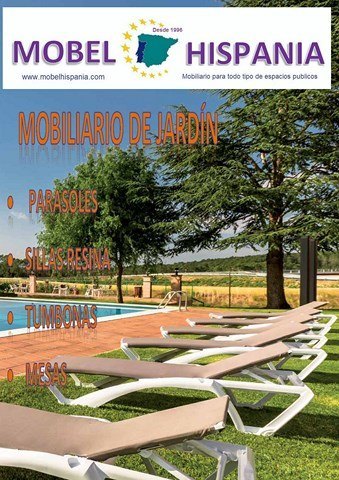 Desde 1996
MOBEL HISPANIA
www.mobelhispania.com
Mobiliario para todo tipo de espacios publicos
MOBILIARIO DE JARDÍN
• PARASOLES
• SILLAS RESINA
• TUMBONAS
• MESAS